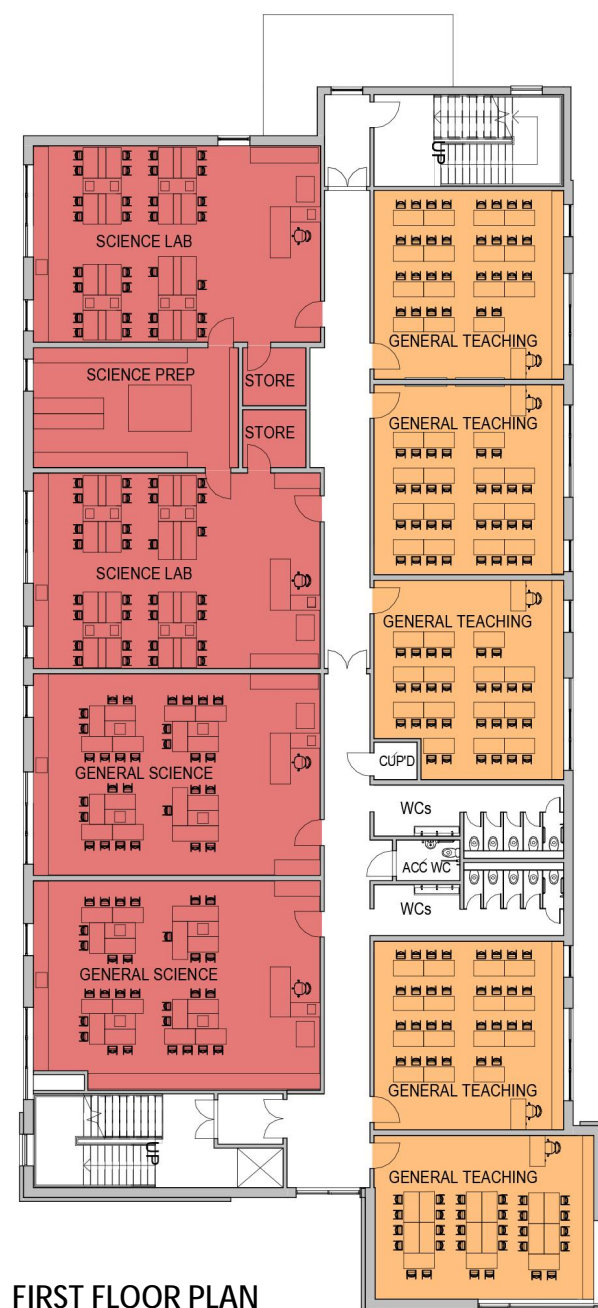 UP
SCIENCE LAB
GENERAL TEACHING
SCIENCE PREP
STORE
GENERAL TEACHING
STORE
SCIENCE LAB
GENERAL TEACHING
CUP'D
GENERAL SCIENCE
WCs
ACC WC
WCs
GENERAL SCIENCE
GENERAL TEACHING
UP
GENERAL TEACHING
FIRST FLOOR PLAN